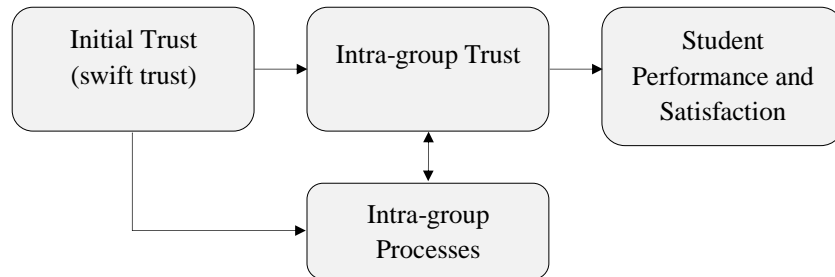 Initial Trust
(swift trust)
Intra-group Trust
Student
Performance and
Satisfaction
Intra-group
Processes